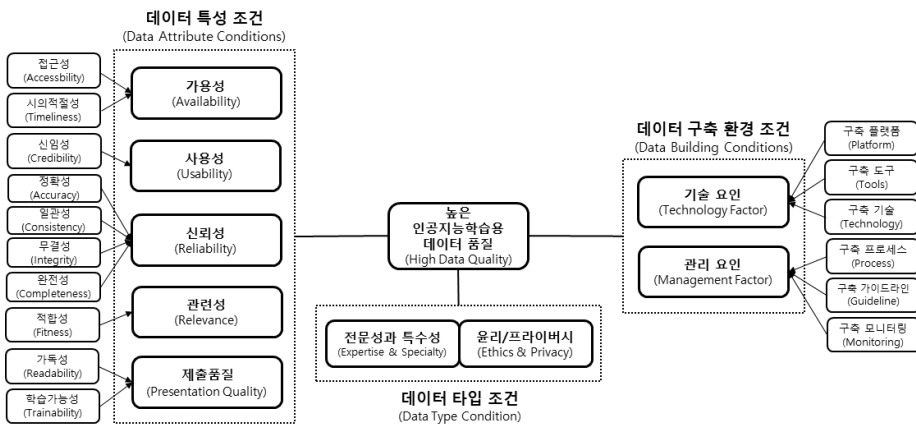 데이터 특성 조건
(Data Attribute Conditions)
접근성
(Accessbility)
시의적절성
(Timeliness)
신임성
(Credibility)
정확성
(Accuracy)
일관성
(Consistency)
무결성
(Integrity)
완전성
(Completeness)
적합성
(Fitness)
가독성
(Readability)
학습가능성
(Trainability)
가용성
(Availability)
사용성
(Usability)
신뢰성
(Reliability)
관련성
(Relevance)
제출품질
(Presentation Quality)
높은
인공지능학습용
데이터 품질
(High Data Quality)
전문성과 특수성
(Expertise & Specialty)
윤리/프라이버시
(Ethics & Privacy)
데이터 타입 조건
(Data Type Condition)
데이터 구축 환경 조건
(Data Building Conditions)
기술 요인
(Technology Factor)
관리 요인
(Management Factor)
구축 플랫폼
(Platform)
구축 도구
(Tools)
구축 기술
(Technology)
구축 프로세스
(Process)
구축 가이드라인
(Guideline)
구축 모니터링
(Monitoring)